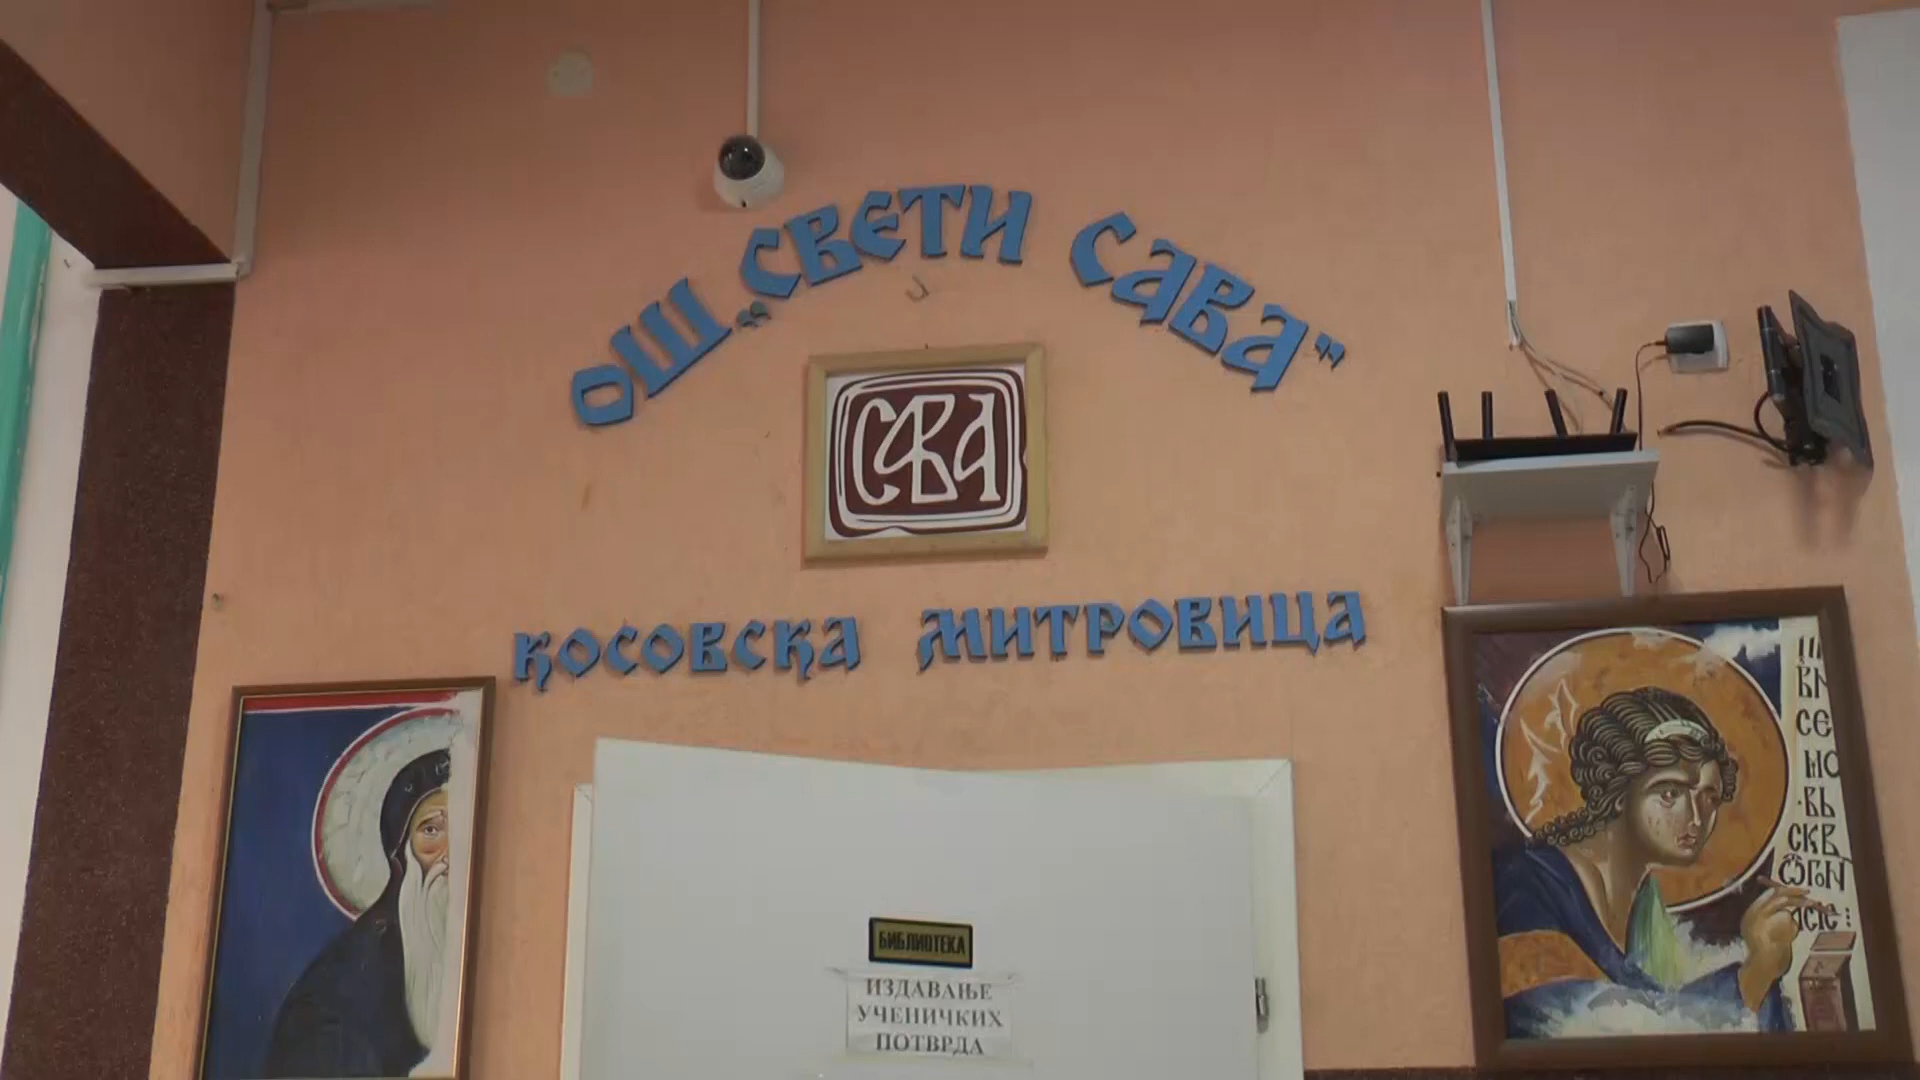 ОШ „СВЕТИ САВА”
САВА
КОСОВСКА МИТРОВИЦА
БИБЛИОТЕКА
ИЗДАВАЊЕ
УЧЕНИЧКИХ
ПОТВРДА